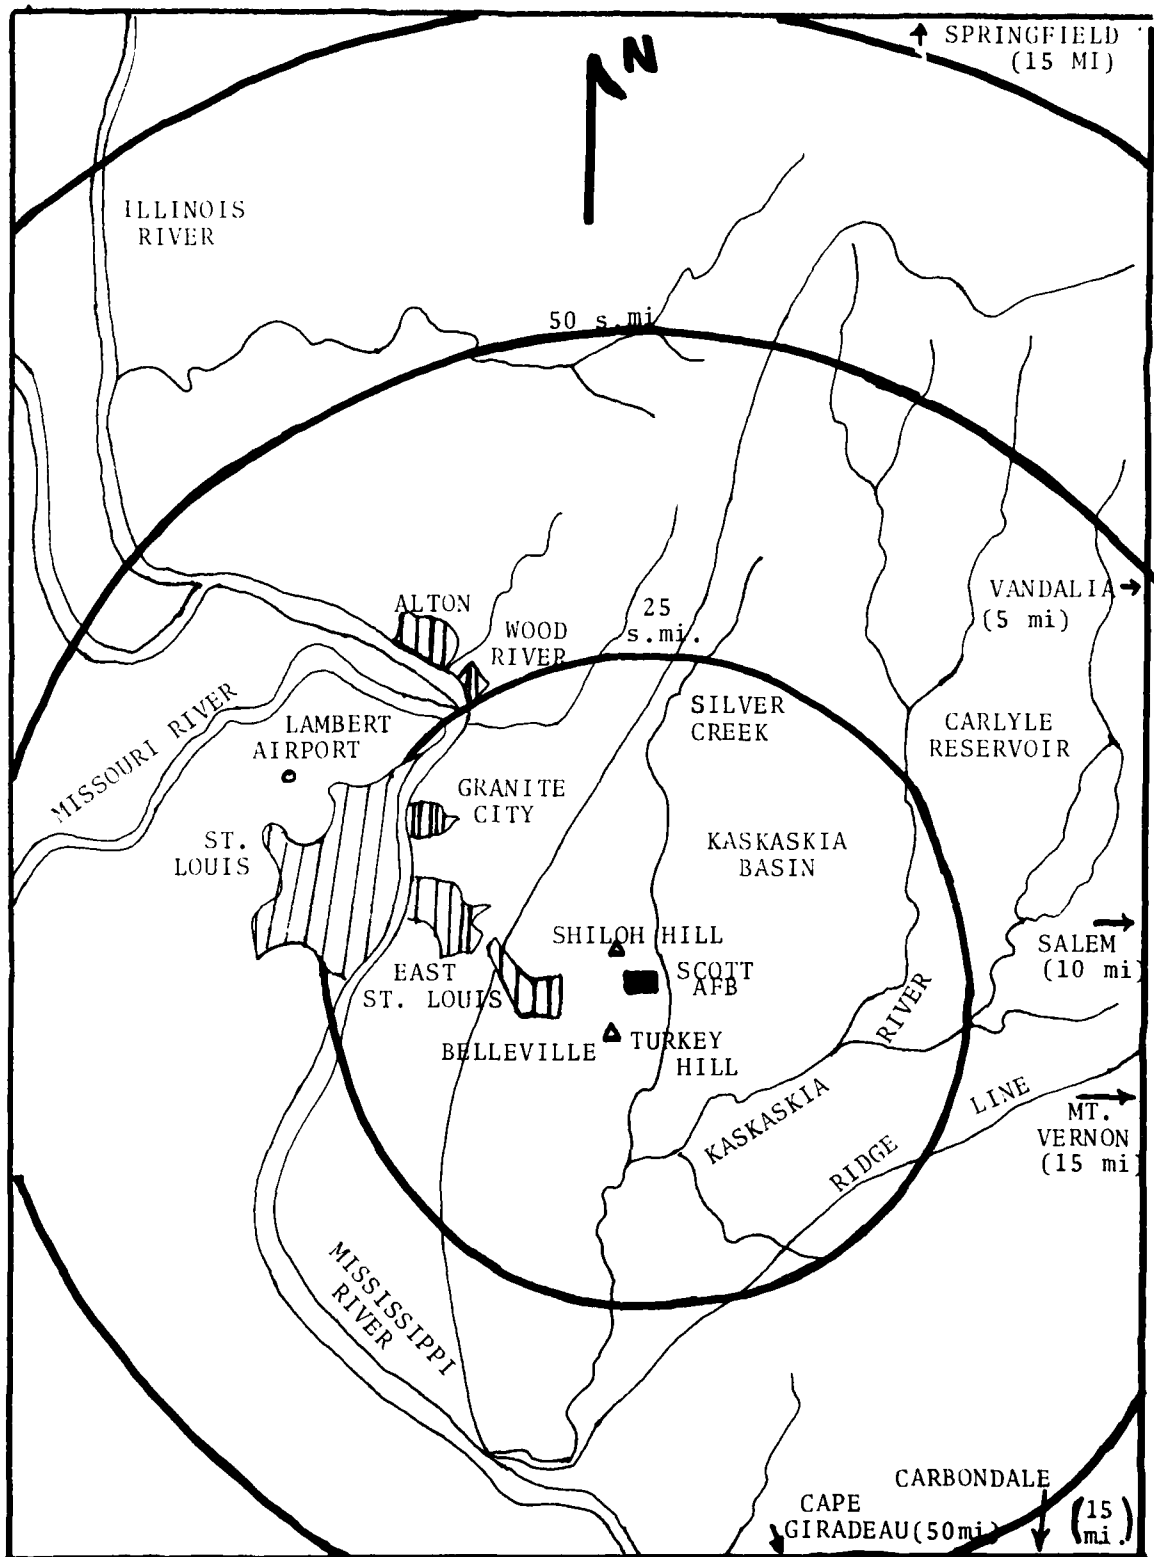 SPRINGFIELD
(15 MI)
N
ILLINOIS
RIVER
50 s.mi
VANDALIA
(5 mi)
25
s.mi.
ALTON
WOOD
RIVER
MISSOURI RIVER
LAMBERT
AIRPORT
SILVER
CREEK
CARLYLE
RESERVOIR
GRANITE
CITY
ST.
LOUIS
KASKASKIA
BASIN
SHILOH HILL
SALEM
(10 mi)
EAST
ST. LOUIS
SCOTT
AFB
BELLEVILLE
TURKEY
HILL
KASKASKIA RIVER
RIDGE LINE
MT.
VERNON
(15 mi)
MISSISSIPPI
RIVER
CARBONDALE
(15
mi.)
CAPE
GIRADEAU(50mi)